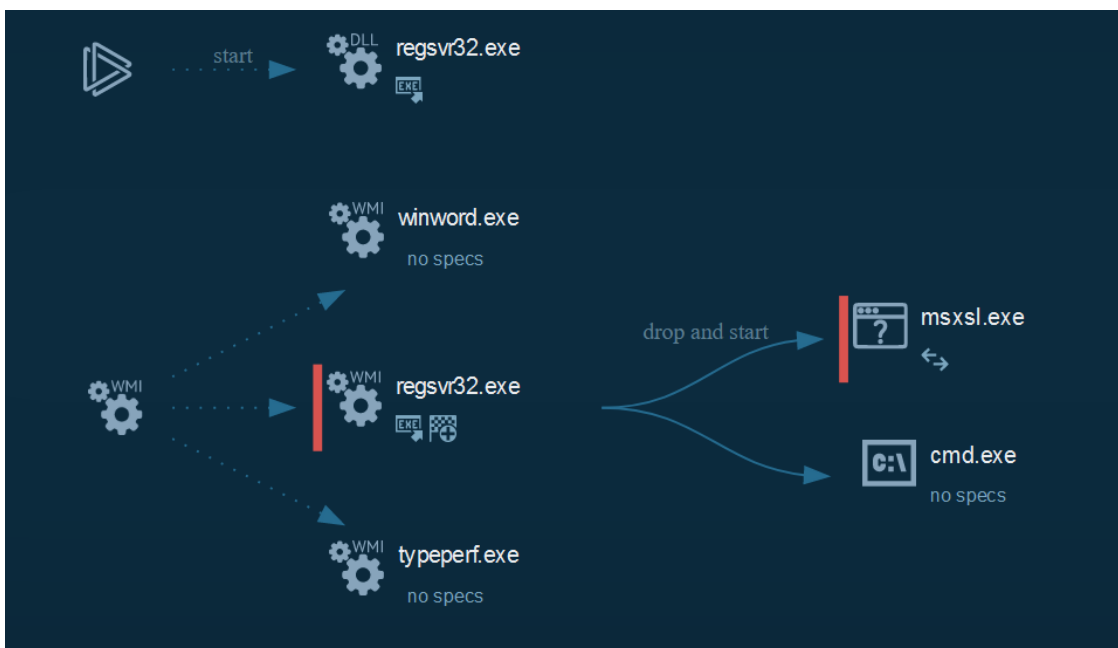 start
DLL
regsvr32.exe
EXE
WMI
winword.exe
no specs
WMI
WMI
regsvr32.exe
EXE
drop and start
?
msxsl.exe
C:\
cmd.exe
no specs
WMI
typeperf.exe
no specs